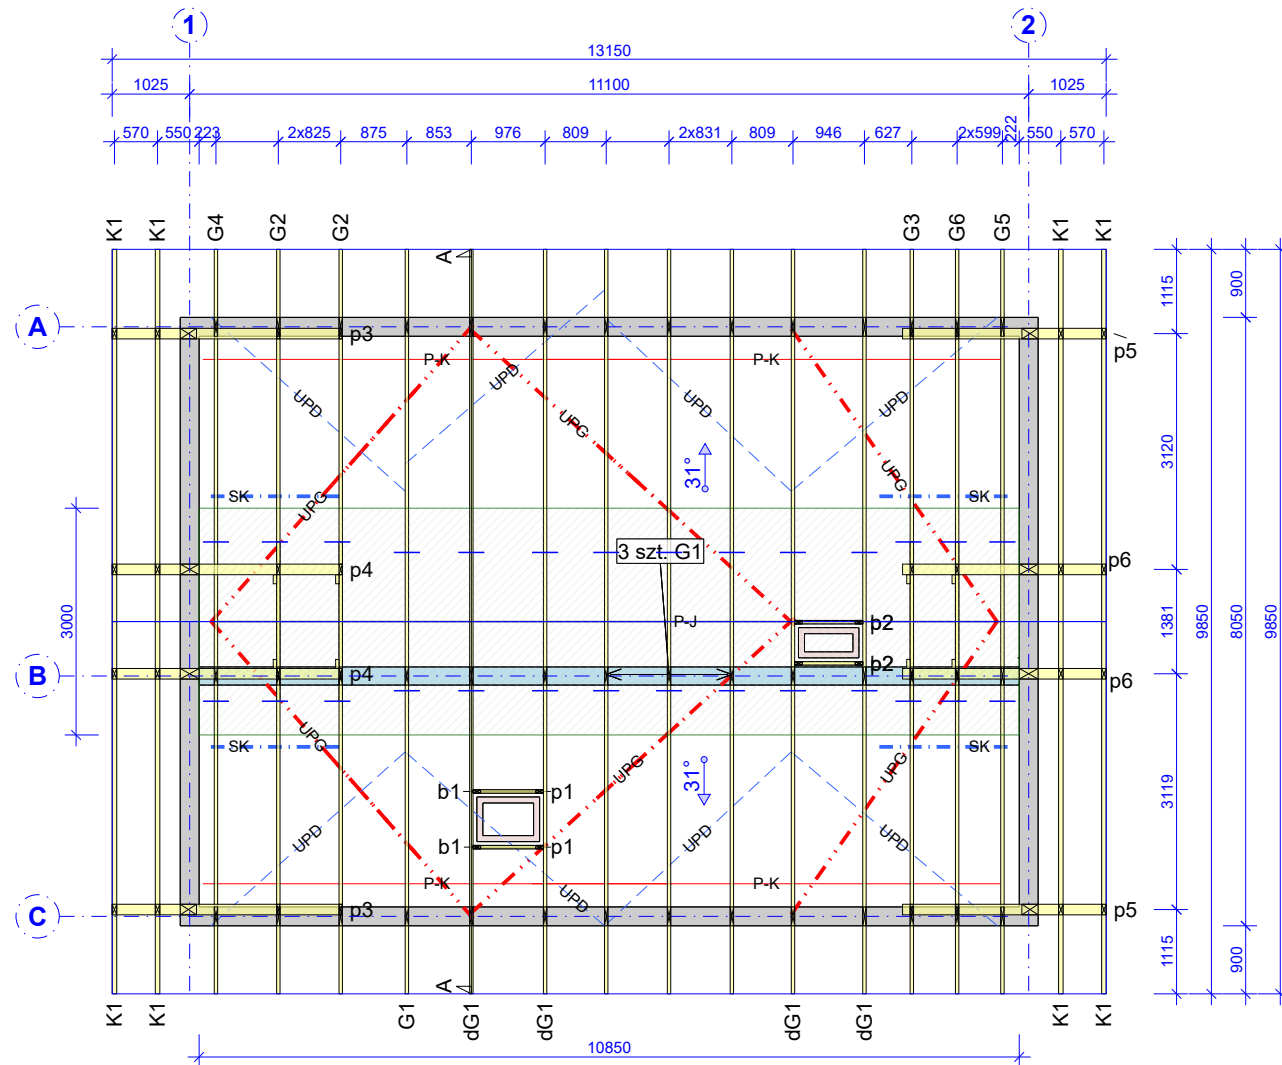 1
2
13150
1025
11100
1025
570
550
223
2x825
875
853
976
809
2x831
809
946
627
2x599
222
550
570
K1
K1
G4
G2
G2
A
G3
G6
G5
K1
K1
A
p3
P-K
P-K
p5
UPD
UPD
UPD
UPD
UPG
UPG
UPG
31°
SK
SK
3 szt. G1
p4
p6
P-J
b2
b2
B
p4
p6
UPG
UPG
UPG
SK
SK
31°
b1
p1
b1
p1
UPD
UPD
UPD
P-K
P-K
UPD
C
p3
p5
A
K1
K1
G1
dG1
dG1
dG1
dG1
K1
K1
10850
3000
1115
3120
1381
3119
1115
9850
900
8050
900
9850